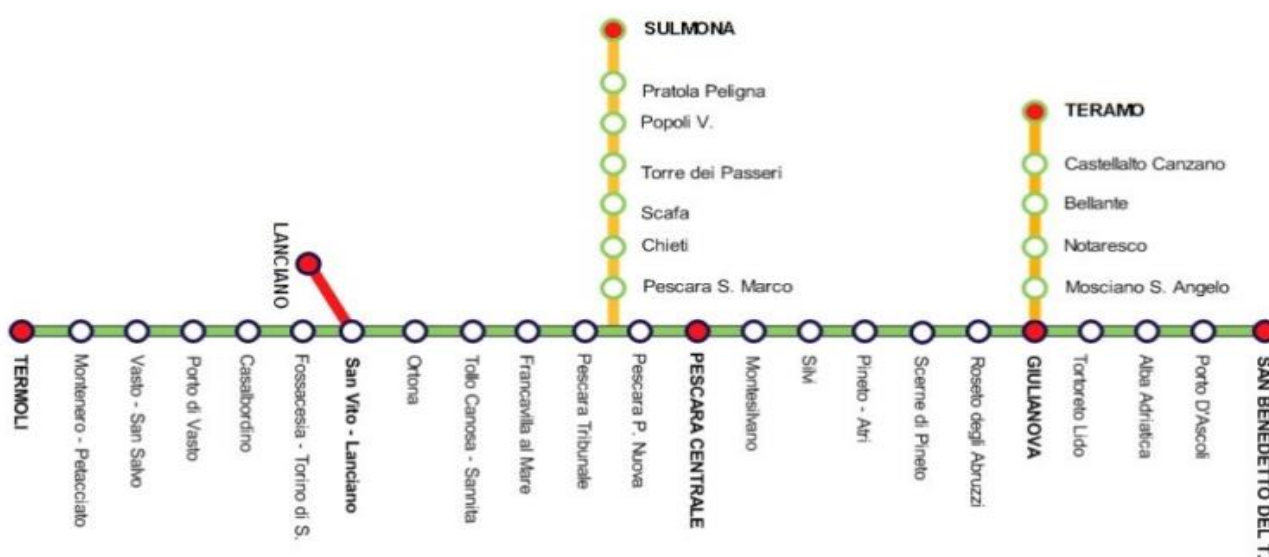 SULMONA
Pratola Peligna
Popoli V.
Torre dei Passeri
Scafa
Chieti
Pescara S. Marco
TERAMO
Castellalto Canzano
Bellante
Notaresco
Mosciano S. Angelo
LANCIANO
TERMOLI
Montenero - Petacciato
Vasto - San Salvo
Porto di Vasto
Casalbordino
Fossacesia - Torino di S.
San Vito - Lanciano
Ortona
Tollo Canosa - Sannita
Francavilla al Mare
Pescara Tribunale
Pescara P. Nuova
PESCARA CENTRALE
Montesilvano
Silvi
Pineto - Atri
Scerne di Pineto
Roseto degli Abruzzi
GIULIANOVA
Tortoreto Lido
Alba Adriatica
Porto D'Ascoli
SAN BENEDETTO DEL T.